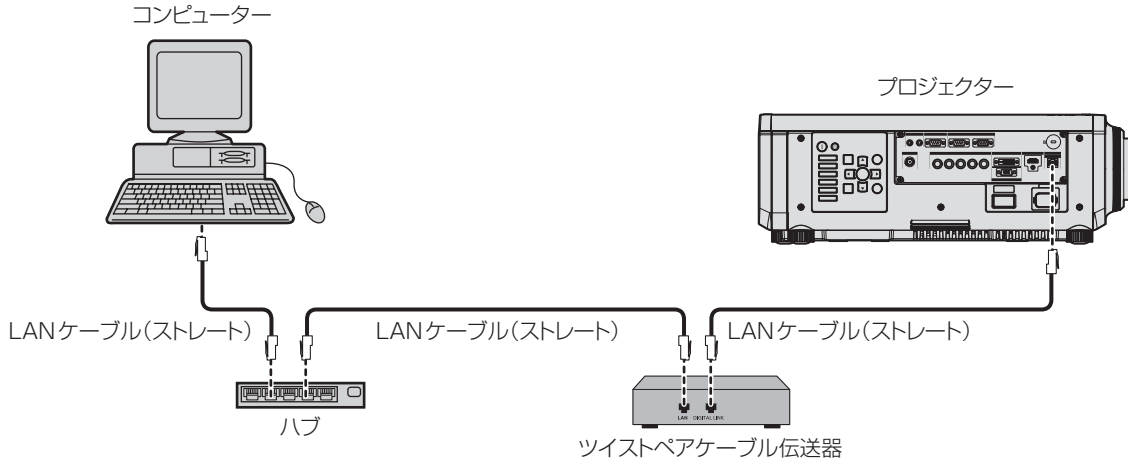 コンピューター
プロジェクター
LANケーブル(ストレート)
LANケーブル(ストレート)
LANケーブル(ストレート)
LAN
DIGITAL LINK
ハブ
ツイストペアケーブル伝送器